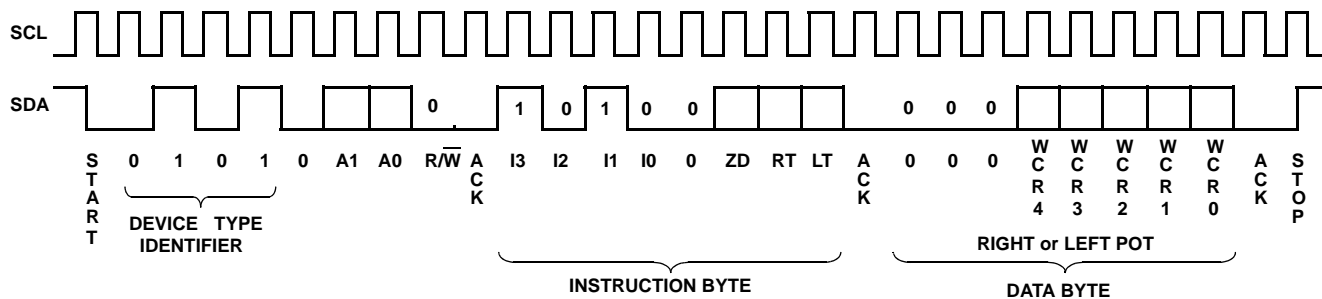 SCL
SDA
0 1 0 1 0 0 0 0 0
START 0 1 0 1 0 A1 A0 R/W̅ ACK I3 I2 I1 I0 0 ZD RT LT ACK 0 0 0 WCR4 WCR3 WCR2 WCR1 WCR0 ACK STOP
DEVICE TYPE
IDENTIFIER
RIGHT or LEFT POT
INSTRUCTION BYTE
DATA BYTE